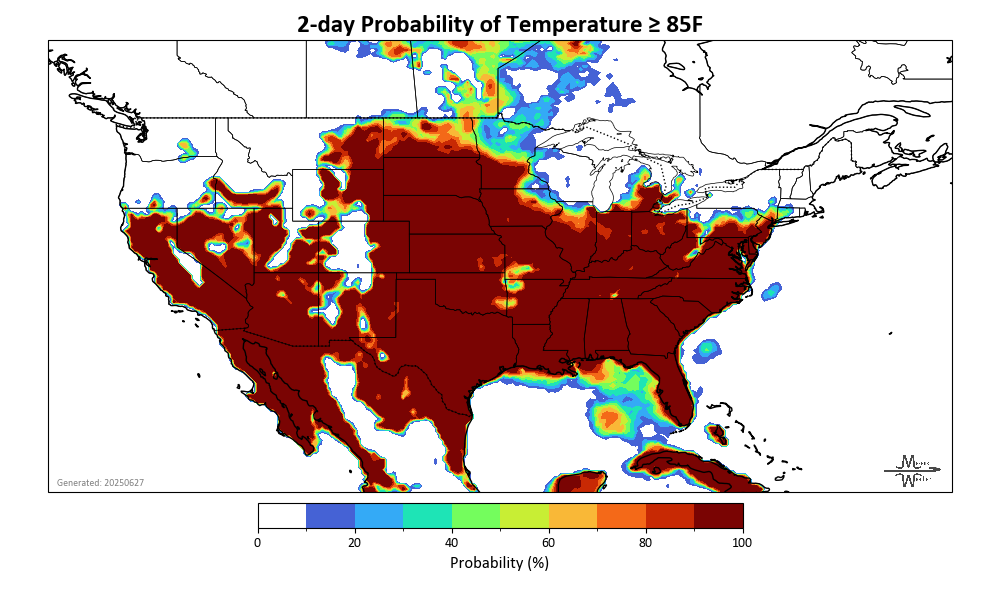 2-day Probability of Temperature ≥ 85F
Generated: 20250627
0 20 40 60 80 100
Probability (%)